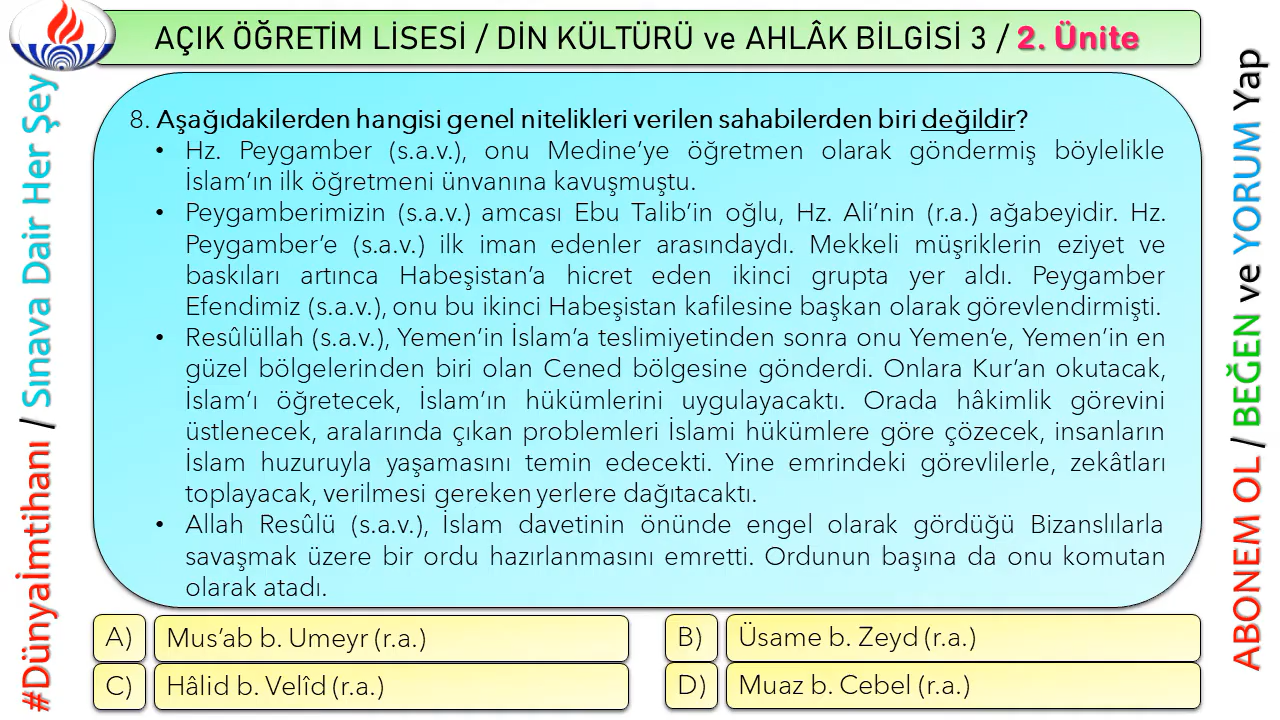 AÇIK ÖĞRETİM LİSESİ / DİN KÜLTÜRÜ ve AHLÂK BİLGİSİ 3 / 2. Ünite
#Dünyaİmtihanı / Sınava Dair Her Şey
8. Aşağıdakilerden hangisi genel nitelikleri verilen sahabilerden biri değildir?
• Hz. Peygamber (s.a.v.), onu Medine’ye öğretmen olarak göndermiş böylelikle
İslam’ın ilk öğretmeni ünvanına kavuşmuştu.
• Peygamberimizin (s.a.v.) amcası Ebu Talib’in oğlu, Hz. Ali’nin (r.a.) ağabeyidir. Hz.
Peygamber’e (s.a.v.) ilk iman edenler arasındaydı. Mekkeli müşriklerin eziyet ve
baskıları artınca Habeşistan’a hicret eden ikinci grupta yer aldı. Peygamber
Efendimiz (s.a.v.), onu bu ikinci Habeşistan kafilesine başkan olarak görevlendirmişti.
• Resûlüllah (s.a.v.), Yemen’in İslam’a teslimiyetinden sonra onu Yemen’e, Yemen’in en
güzel bölgelerinden biri olan Cened bölgesine gönderdi. Onlara Kur’an okutacak,
İslam’ı öğretecek, İslam’ın hükümlerini uygulayacaktı. Orada hâkimlik görevini
üstlenecek, aralarında çıkan problemleri İslami hükümlere göre çözecek, insanların
İslam huzuruyla yaşamasını temin edecekti. Yine emrindeki görevlilerle, zekâtları
toplayacak, verilmesi gereken yerlere dağıtacaktı.
• Allah Resûlü (s.a.v.), İslam davetinin önünde engel olarak gördüğü Bizanslılarla
savaşmak üzere bir ordu hazırlanmasını emretti. Ordunun başına da onu komutan
olarak atadı.
A) Mus’ab b. Umeyr (r.a.)
B) Üsame b. Zeyd (r.a.)
C) Hâlid b. Velîd (r.a.)
D) Muaz b. Cebel (r.a.)
ABONEM OL / BEĞEN ve YORUM Yap